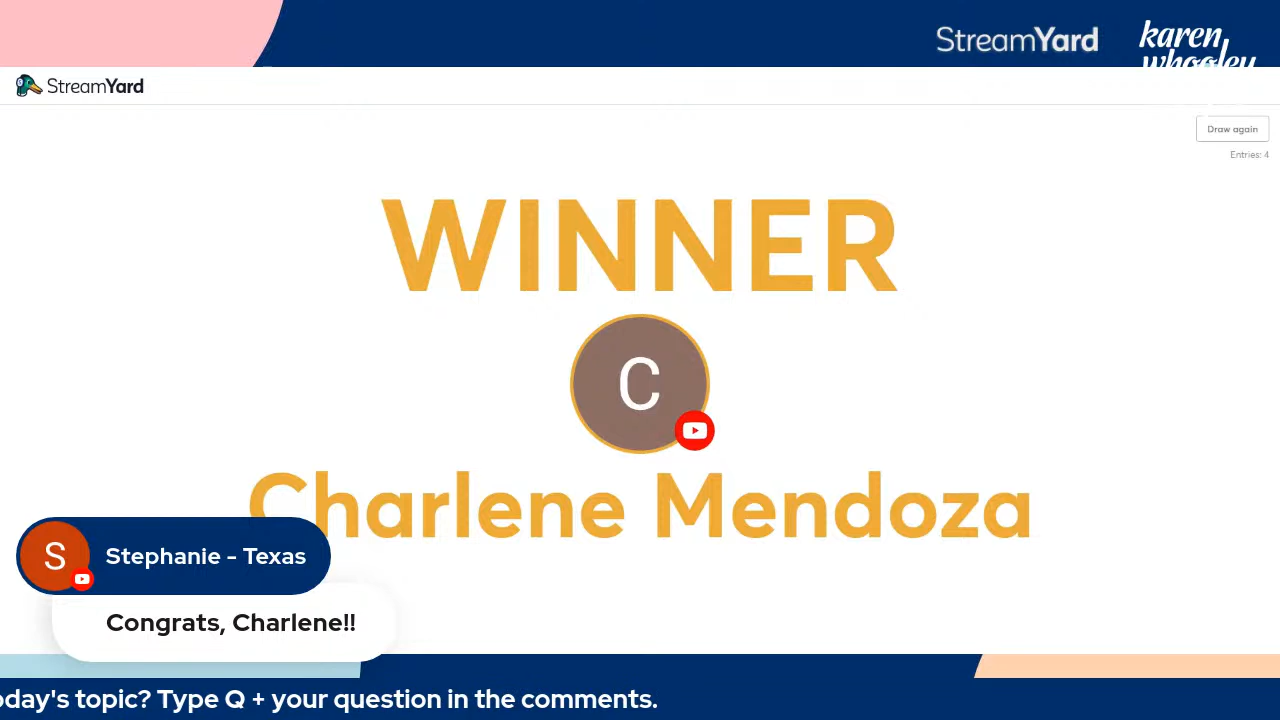 StreamYard
karen
whooley
StreamYard
Draw again
Entries: 4
WINNER
C
Charlene Mendoza
S
Stephanie - Texas
Congrats, Charlene!!
oday's topic? Type Q + your question in the comments.